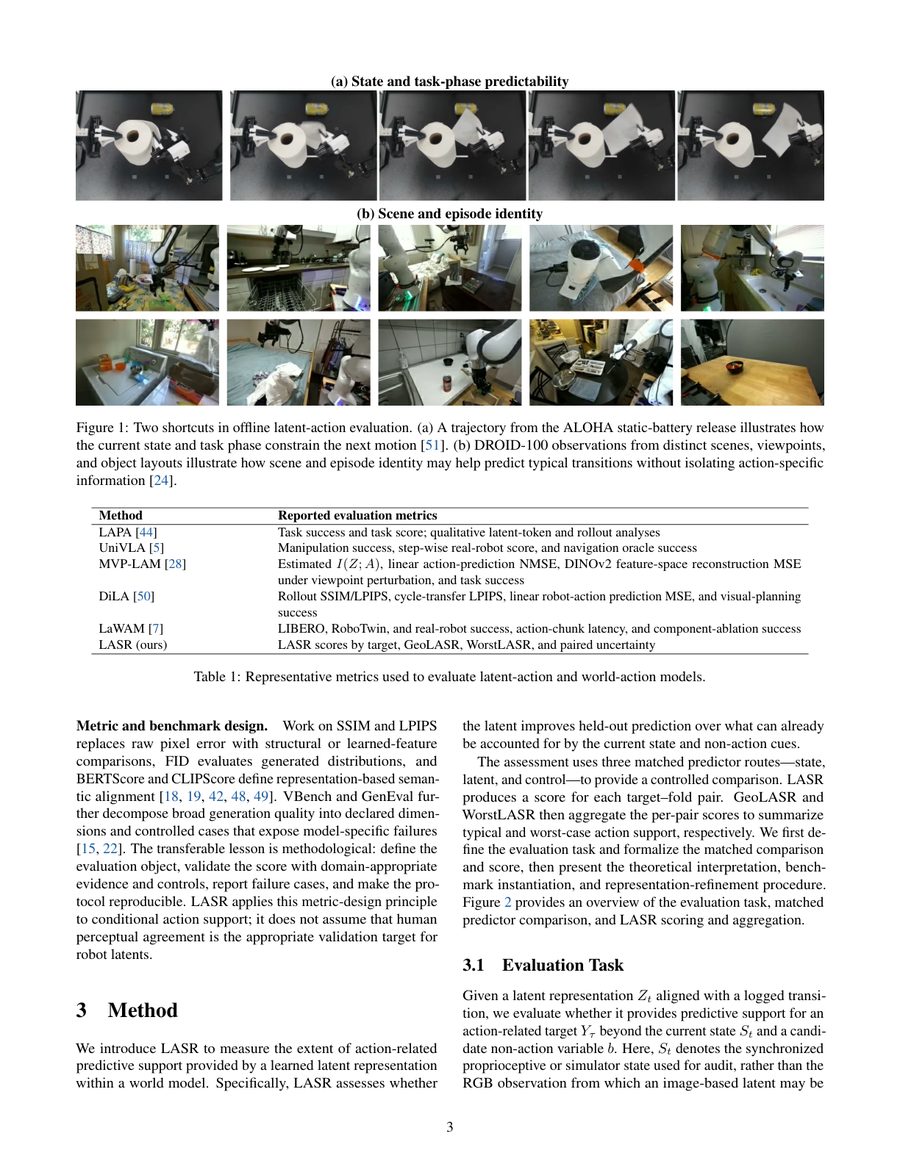 (a) State and task-phase predictability
(b) Scene and episode identity
Figure 1: Two shortcuts in offline latent-action evaluation. (a) A trajectory from the ALOHA static-battery release illustrates how
the current state and task phase constrain the next motion [51]. (b) DROID-100 observations from distinct scenes, viewpoints,
and object layouts illustrate how scene and episode identity may help predict typical transitions without isolating action-specific
information [24].
Method Reported evaluation metrics
LAPA [44] Task success and task score; qualitative latent-token and rollout analyses
UniVLA [5] Manipulation success, step-wise real-robot score, and navigation oracle success
MVP-LAM [28] Estimated I(Z; A), linear action-prediction NMSE, DINOv2 feature-space reconstruction MSE
under viewpoint perturbation, and task success
DiLA [50] Rollout SSIM/LPIPS, cycle-transfer LPIPS, linear robot-action prediction MSE, and visual-planning
success
LaWAM [7] LIBERO, RoboTwin, and real-robot success, action-chunk latency, and component-ablation success
LASR (ours) LASR scores by target, GeoLASR, WorstLASR, and paired uncertainty
Table 1: Representative metrics used to evaluate latent-action and world-action models.
Metric and benchmark design. Work on SSIM and LPIPS
replaces raw pixel error with structural or learned-feature
comparisons, FID evaluates generated distributions, and
BERTScore and CLIPScore define representation-based seman-
tic alignment [18, 19, 42, 48, 49]. VBench and GenEval fur-
ther decompose broad generation quality into declared dimen-
sions and controlled cases that expose model-specific failures
[15, 22]. The transferable lesson is methodological: define the
evaluation object, validate the score with domain-appropriate
evidence and controls, report failure cases, and make the pro-
tocol reproducible. LASR applies this metric-design principle
to conditional action support; it does not assume that human
perceptual agreement is the appropriate validation target for
robot latents.
3 Method
We introduce LASR to measure the extent of action-related
predictive support provided by a learned latent representation
within a world model. Specifically, LASR assesses whether
the latent improves held-out prediction over what can already
be accounted for by the current state and non-action cues.
The assessment uses three matched predictor routes—state,
latent, and control—to provide a controlled comparison. LASR
produces a score for each target–fold pair. GeoLASR and
WorstLASR then aggregate the per-pair scores to summarize
typical and worst-case action support, respectively. We first de-
fine the evaluation task and formalize the matched comparison
and score, then present the theoretical interpretation, bench-
mark instantiation, and representation-refinement procedure.
Figure 2 provides an overview of the evaluation task, matched
predictor comparison, and LASR scoring and aggregation.
3.1 Evaluation Task
Given a latent representation Zt aligned with a logged transi-
tion, we evaluate whether it provides predictive support for an
action-related target Yτ beyond the current state St and a candi-
date non-action variable b. Here, St denotes the synchronized
proprioceptive or simulator state used for audit, rather than the
RGB observation from which an image-based latent may be
3